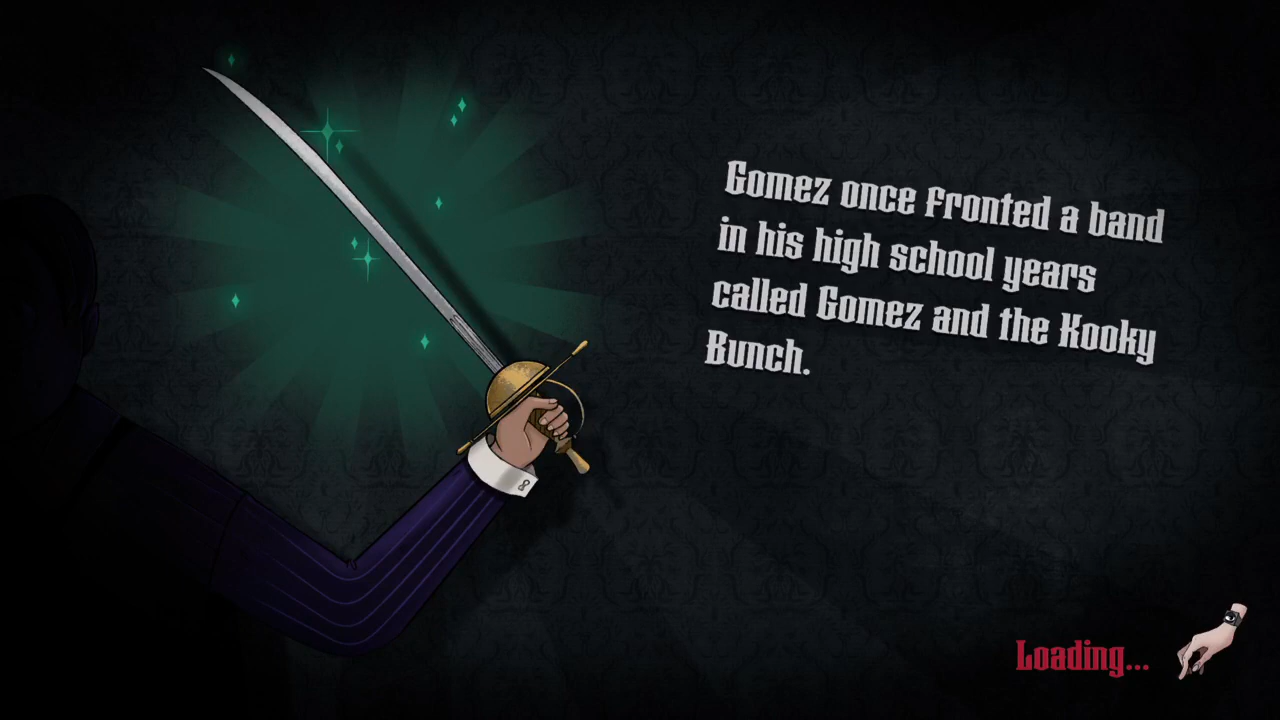 Gomez once fronted a band
in his high school years
called Gomez and the Kooky
Bunch.
Loading...